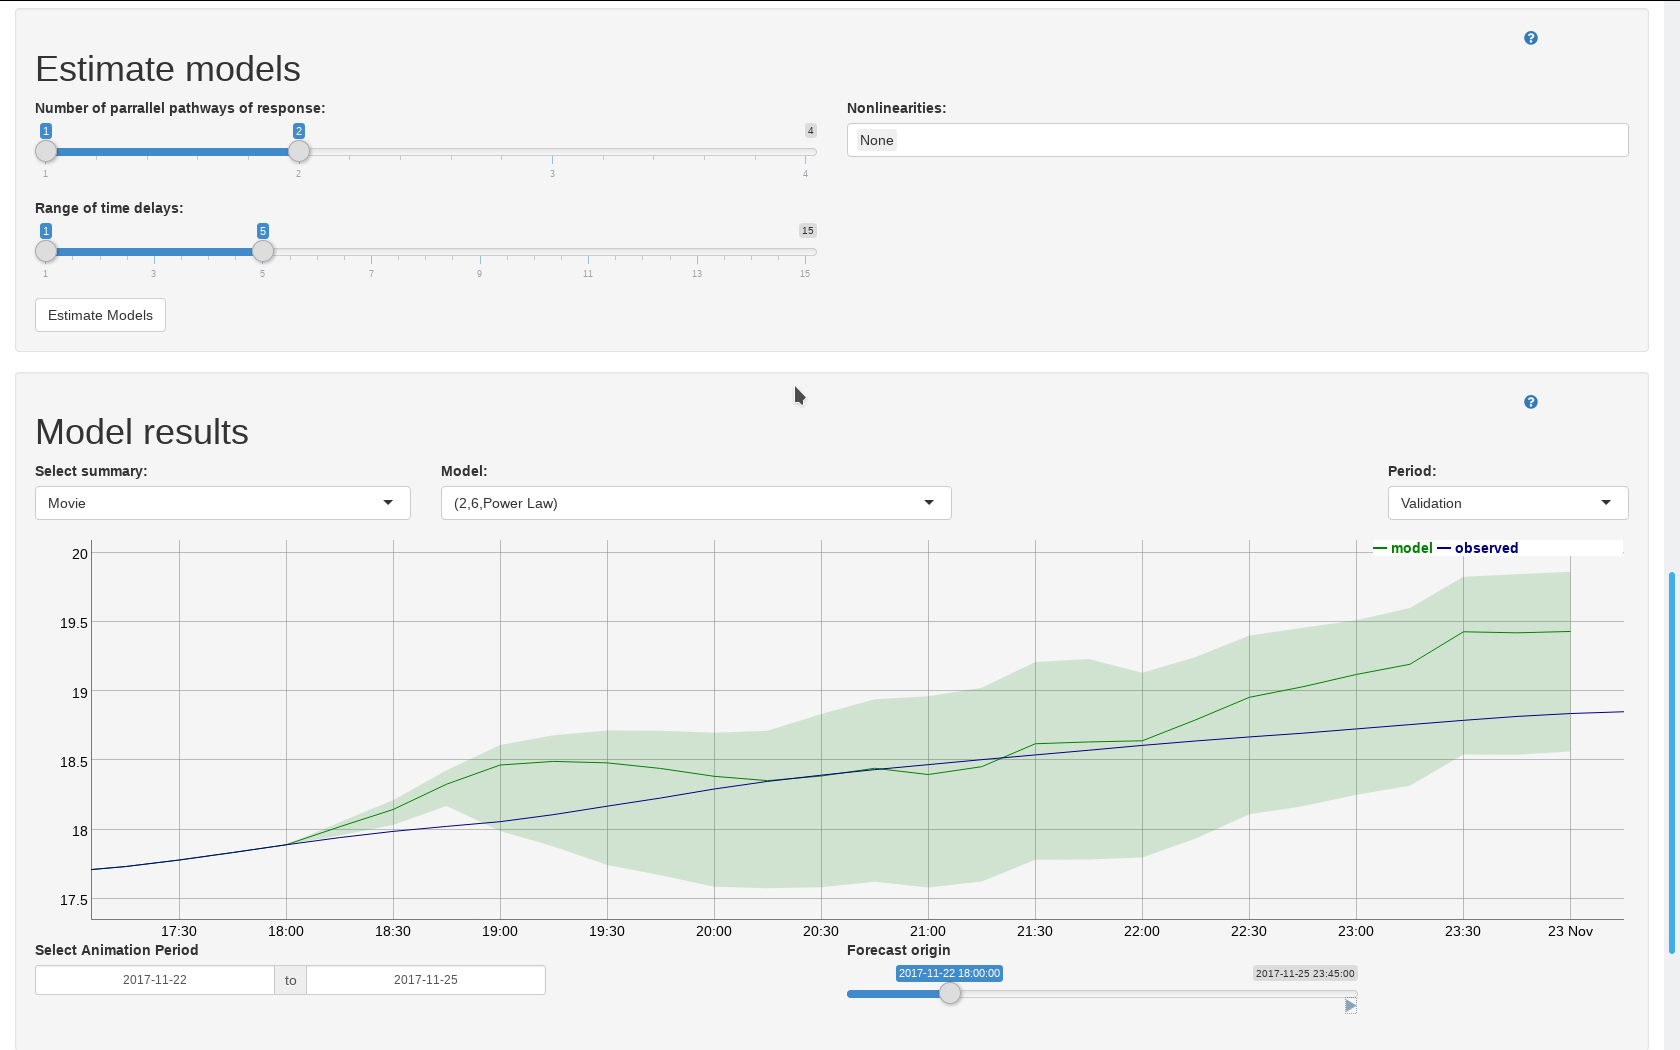 Estimate models
Number of parrallel pathways of response:
1 2 4
1 2 3 4
Nonlinearities:
None
Range of time delays:
1 5 15
1 3 5 7 9 11 13 15
Estimate Models
Model results
Select summary: Model: Period:
Movie (2,6,Power Law) Validation
model observed
20
19.5
19
18.5
18
17.5
17:30 18:00 18:30 19:00 19:30 20:00 20:30 21:00 21:30 22:00 22:30 23:00 23:30 23 Nov
Select Animation Period
2017-11-22 to 2017-11-25
Forecast origin
2017-11-22 18:00:00 2017-11-25 23:45:00